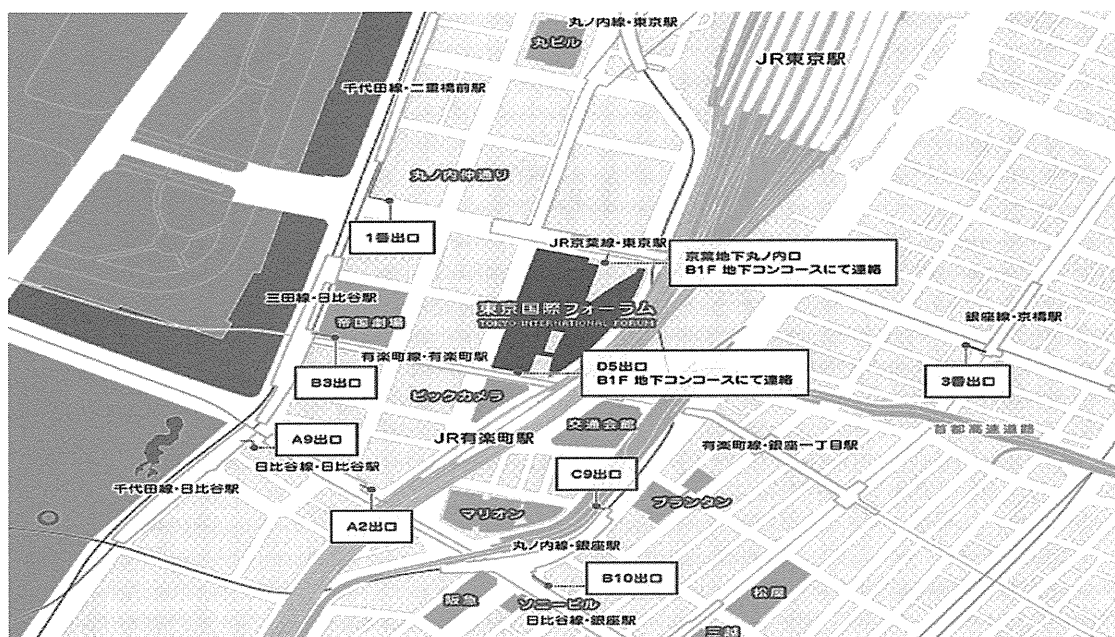 丸ノ内線・東京駅
丸ビル
JR東京駅
千代田線・二重橋前駅
丸ノ内仲通り
1番出口
JR京葉線・東京駅
京葉地下丸ノ内口
B1F 地下コンコースにて連絡
三田線・日比谷駅
帝国劇場
東京国際フォーラム
TOKYO INTERNATIONAL FORUM
銀座線・京橋駅
有楽町線・有楽町駅
B3出口
D5出口
B1F 地下コンコースにて連絡
3番出口
ビックカメラ
交通会館
首都高速道路
A9出口
JR有楽町駅
有楽町線・銀座一丁目駅
日比谷線・日比谷駅
千代田線・日比谷駅
C9出口
プランタン
マリオン
A2出口
丸ノ内線・銀座駅
B10出口
阪急
ソニービル
日比谷線・銀座駅
松屋
三越